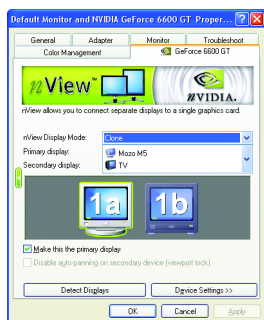 Default Monitor and NVIDIA GeForce 6600 GT Proper...
General Adapter Monitor Troubleshoot
Color Management GeForce 6600 GT
nView™
nVIDIA.
nView allows you to connect separate displays to a single graphics card.
nView Display Mode: Clone
Primary display: Mozo M5
Secondary display: TV
1a 1b
Make this the primary display
Disable auto-panning on secondary device (viewport lock)
Detect Displays Device Settings >>
OK Cancel Apply